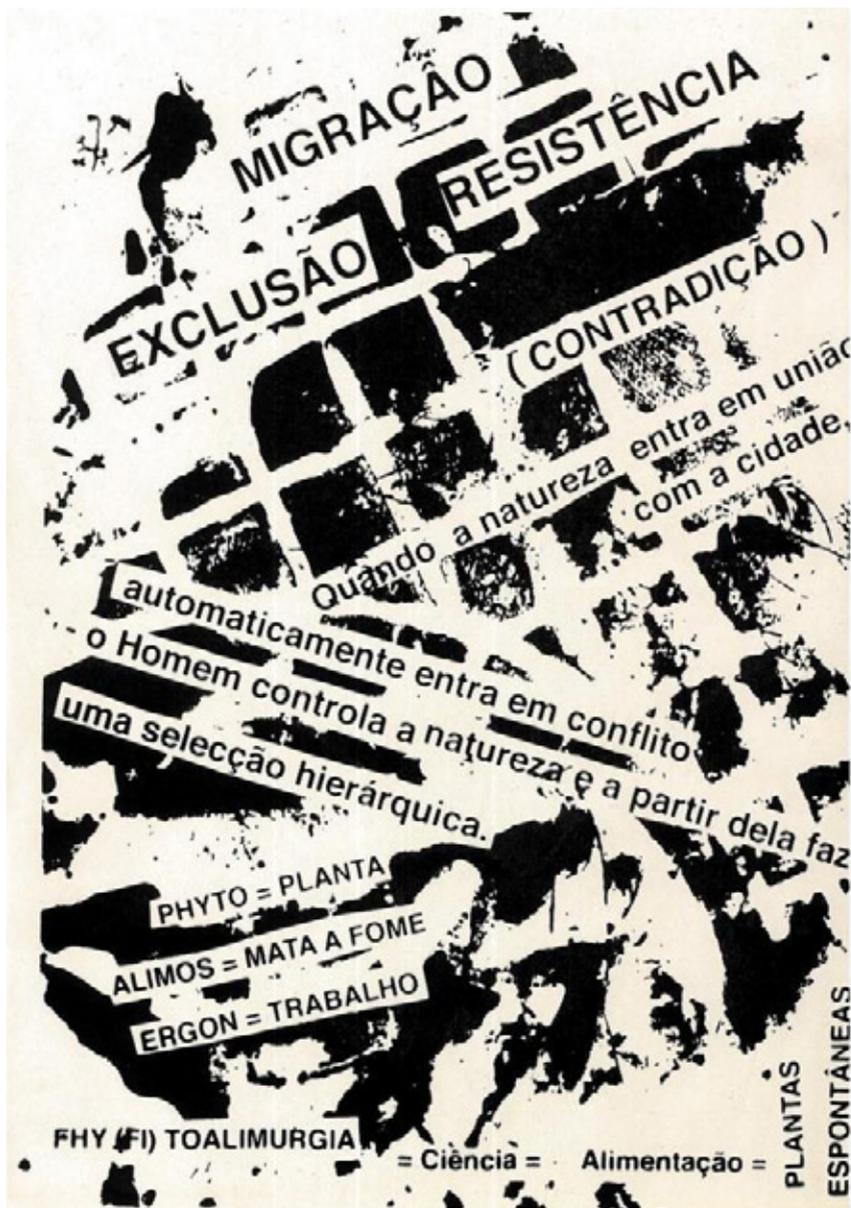 MIGRAÇÃO
RESISTÊNCIA
EXCLUSÃO
(CONTRADIÇÃO)
Quando a natureza entra em união
com a cidade,
automaticamente entra em conflito
o Homem controla a natureza e a partir dela faz
uma selecção hierárquica.
PHYTO = PLANTA
ALIMOS = MATA A FOME
ERGON = TRABALHO
FHY (FI) TOALIMURGIA
= Ciência = Alimentação =
PLANTAS
ESPONTÂNEAS